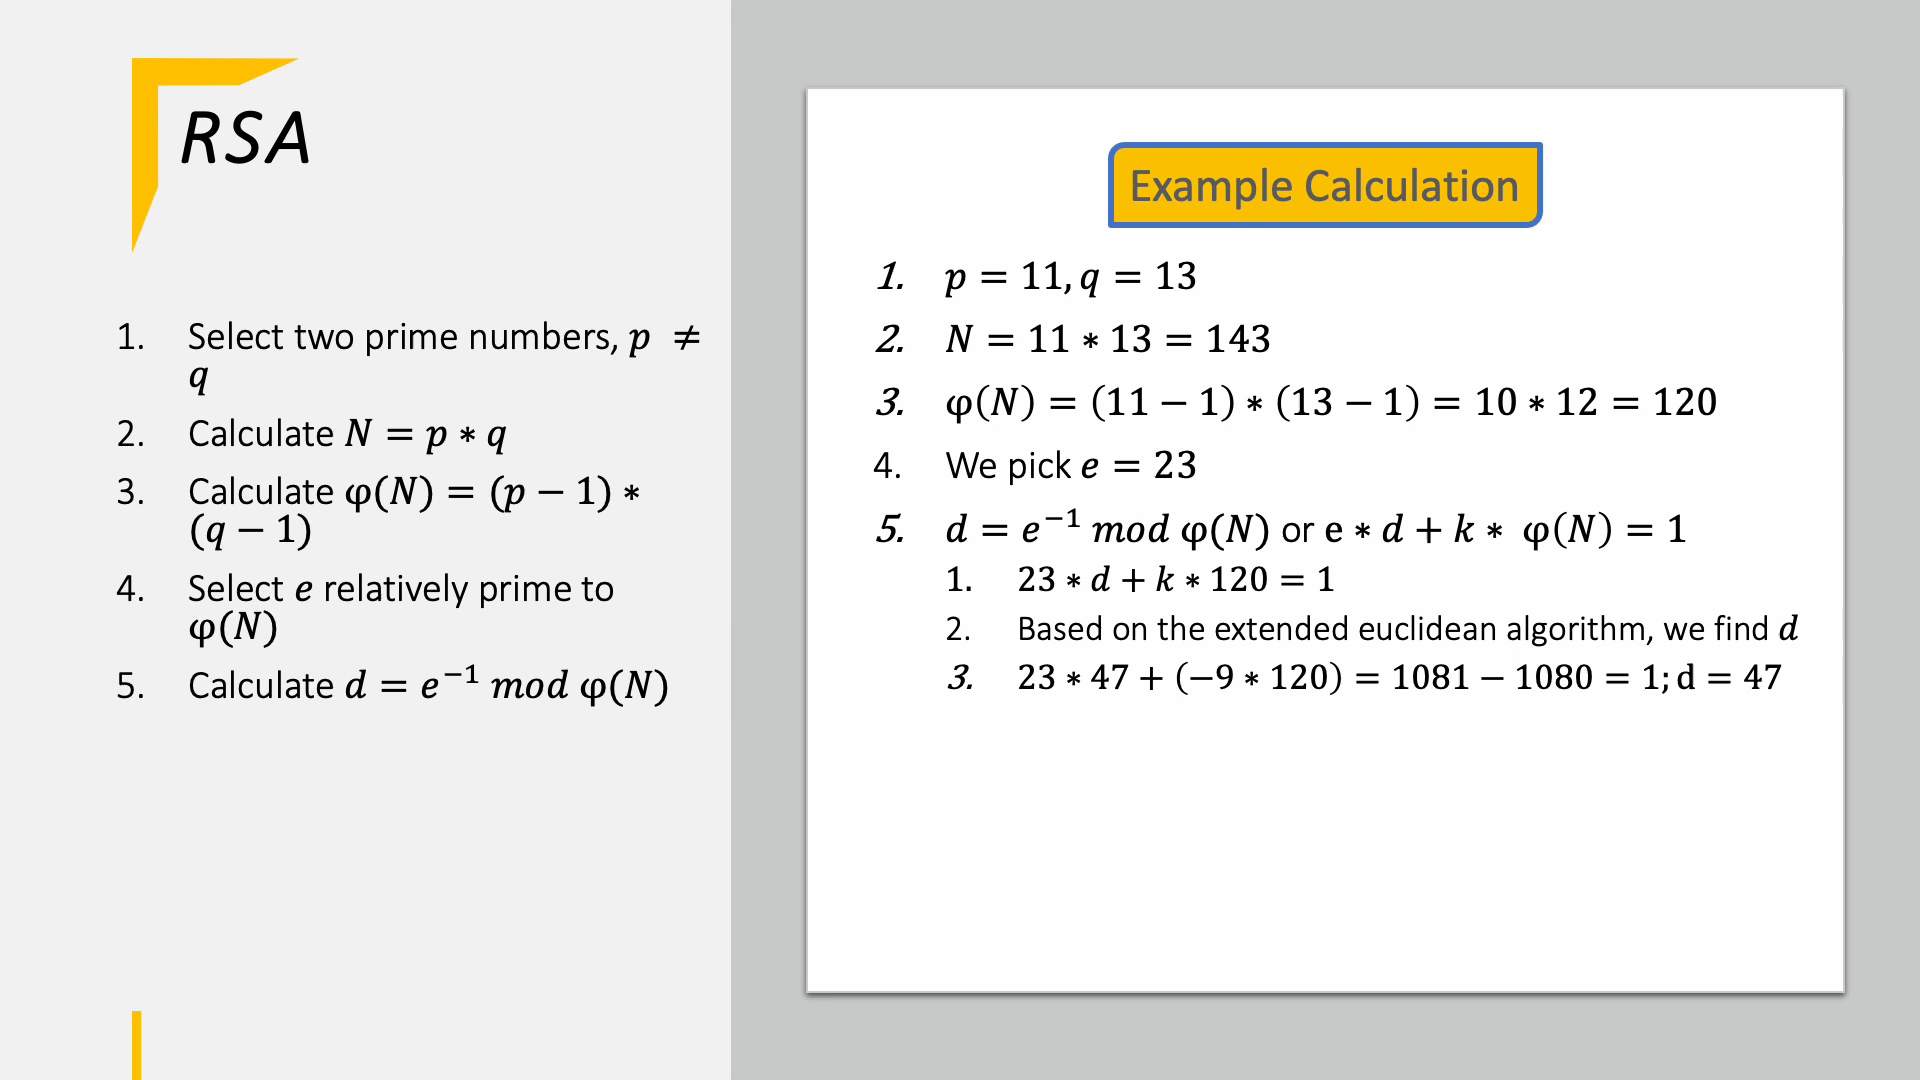 RSA
1. Select two prime numbers, p ≠
q
2. Calculate N = p ∗ q
3. Calculate φ(N) = (p − 1) ∗
(q − 1)
4. Select e relatively prime to
φ(N)
5. Calculate d = e⁻¹ mod φ(N)
Example Calculation
1. p = 11, q = 13
2. N = 11 ∗ 13 = 143
3. φ(N) = (11 − 1) ∗ (13 − 1) = 10 ∗ 12 = 120
4. We pick e = 23
5. d = e⁻¹ mod φ(N) or e ∗ d + k ∗ φ(N) = 1
1. 23 ∗ d + k ∗ 120 = 1
2. Based on the extended euclidean algorithm, we find d
3. 23 ∗ 47 + (−9 ∗ 120) = 1081 − 1080 = 1; d = 47